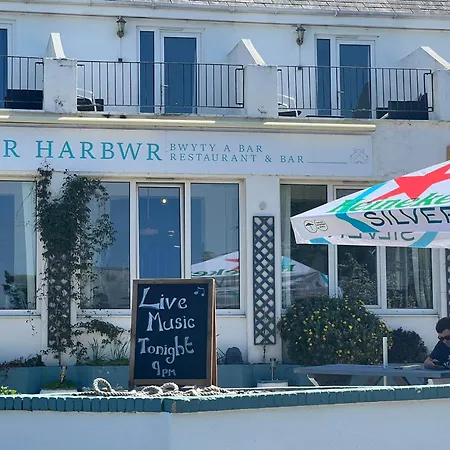 R HARBWR
BWYTY A BAR
RESTAURANT & BAR
Heineken
SILVER
Live
Music
Tonight
9PM